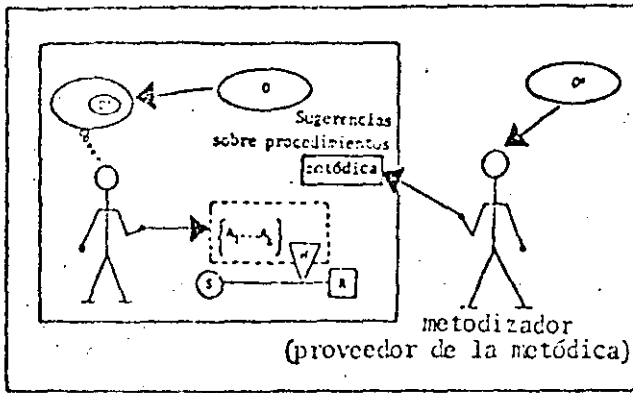 O
O"
Sugerencias
sobre procedimientos
metódica
S
R
metodizador
(proveedor de la metódica)